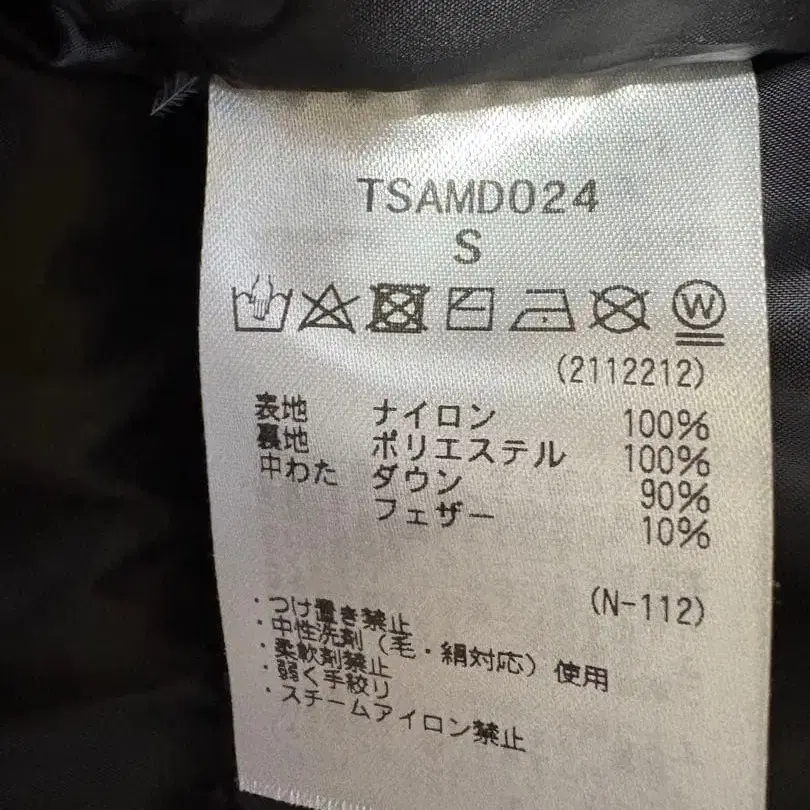 TSAMD024
S
W
(2112212)
表地 ナイロン 100%
裏地 ポリエステル 100%
中わた ダウン 90%
フェザー 10%
(N-112)
・つけ置き禁止
・中性洗剤（毛・絹対応）使用
・柔軟剤禁止
・弱く手絞り
・スチームアイロン禁止